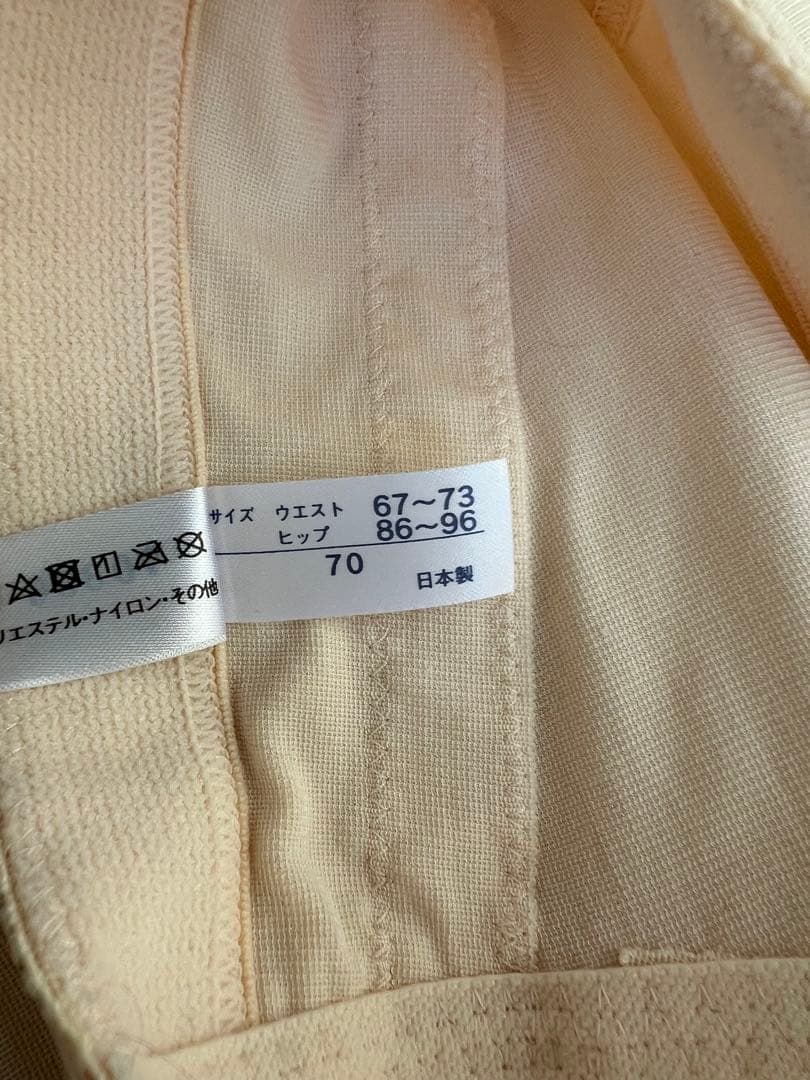 サイズ ウエスト 67～73
ヒップ 86～96
70
日本製
リエステル・ナイロン・その他